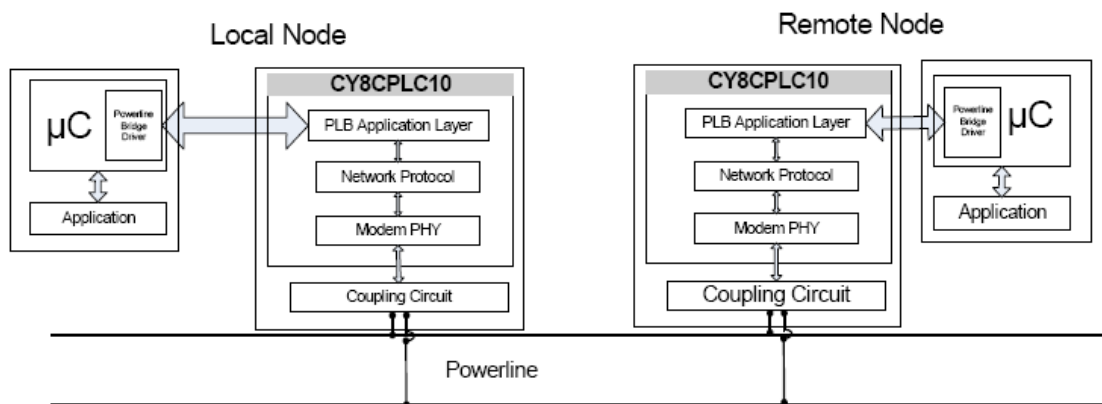 Local Node
Remote Node
CY8CPLC10
µC
Powerline
Bridge
Driver
PLB Application Layer
Network Protocol
Application
Modem PHY
Coupling Circuit
CY8CPLC10
PLB Application Layer
Powerline
Bridge
Driver
µC
Network Protocol
Application
Modem PHY
Coupling Circuit
Powerline